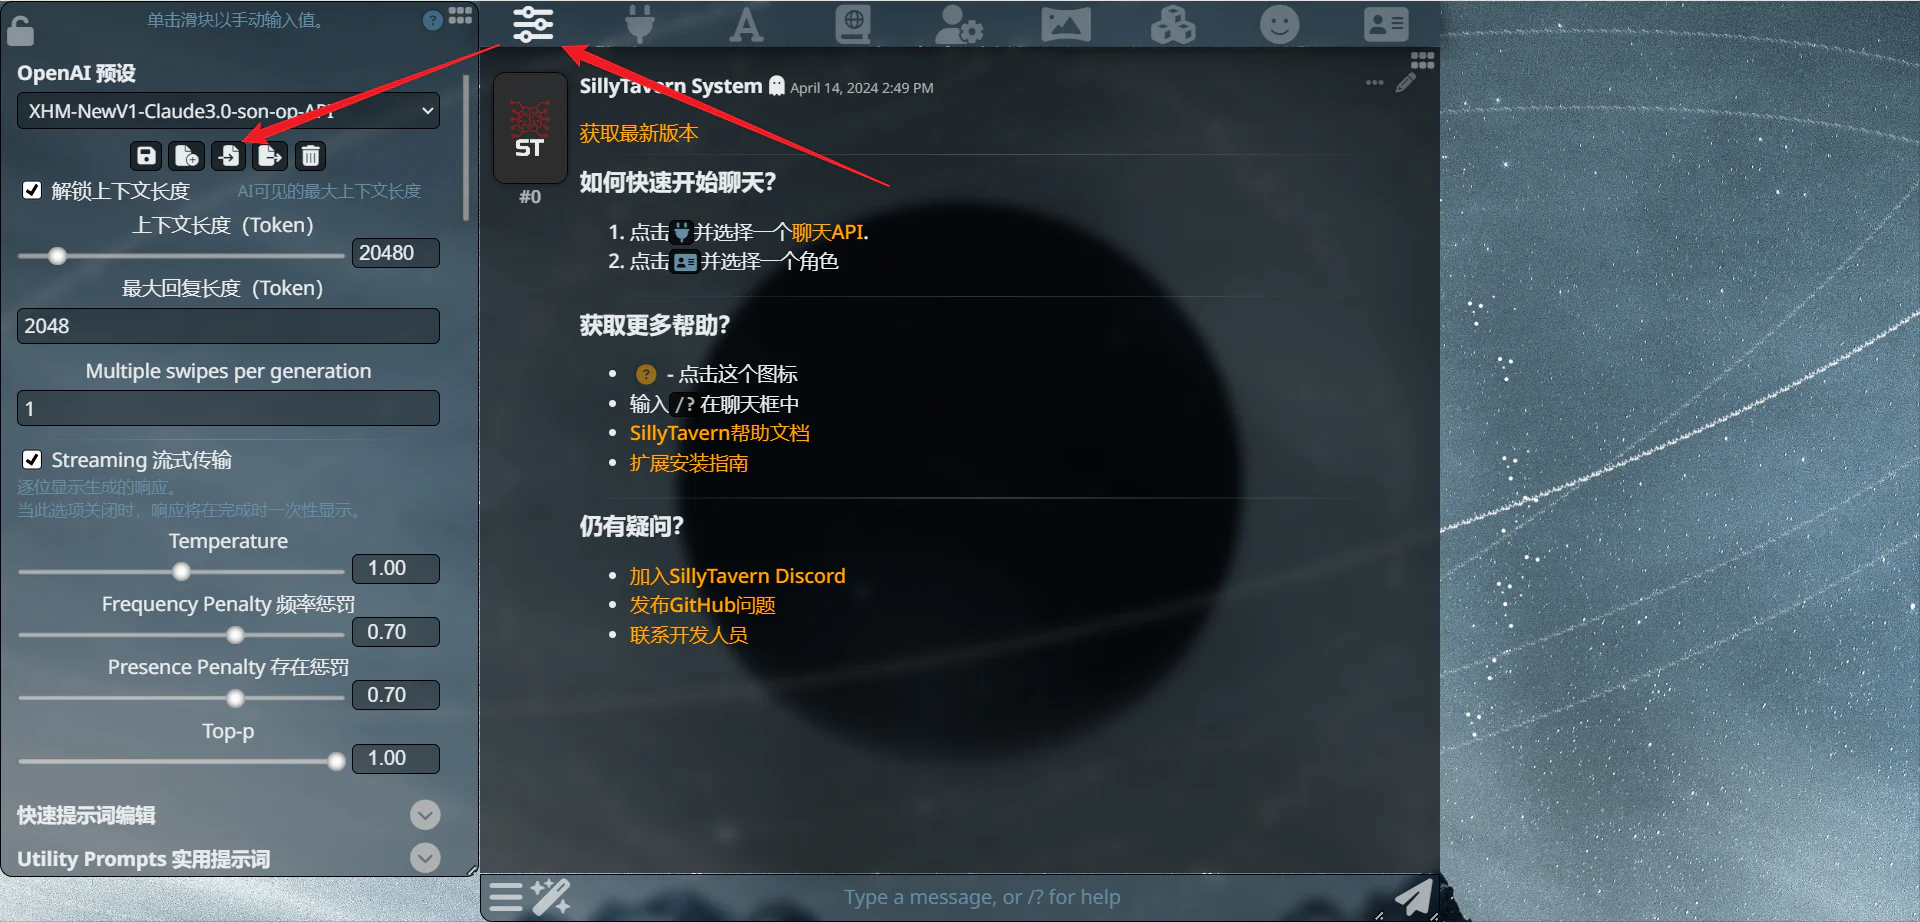 单击滑块以手动输入值。
OpenAI 预设
XHM-NewV1-Claude3.0-son-op-API
解锁上下文长度
AI可见的最大上下文长度
上下文长度（Token）
20480
最大回复长度（Token）
2048
Multiple swipes per generation
1
Streaming 流式传输
逐位显示生成的响应。
当此选项关闭时，响应将在完成时一次性显示。
Temperature
1.00
Frequency Penalty 频率惩罚
0.70
Presence Penalty 存在惩罚
0.70
Top-p
1.00
快速提示词编辑
Utility Prompts 实用提示词
ST
#0
SillyTavern System April 14, 2024 2:49 PM
获取最新版本
如何快速开始聊天？
1. 点击 并选择一个聊天API.
2. 点击 并选择一个角色
获取更多帮助？
• ? - 点击这个图标
• 输入 /? 在聊天框中
• SillyTavern帮助文档
• 扩展安装指南
仍有疑问？
• 加入SillyTavern Discord
• 发布GitHub问题
• 联系开发人员
Type a message, or /? for help